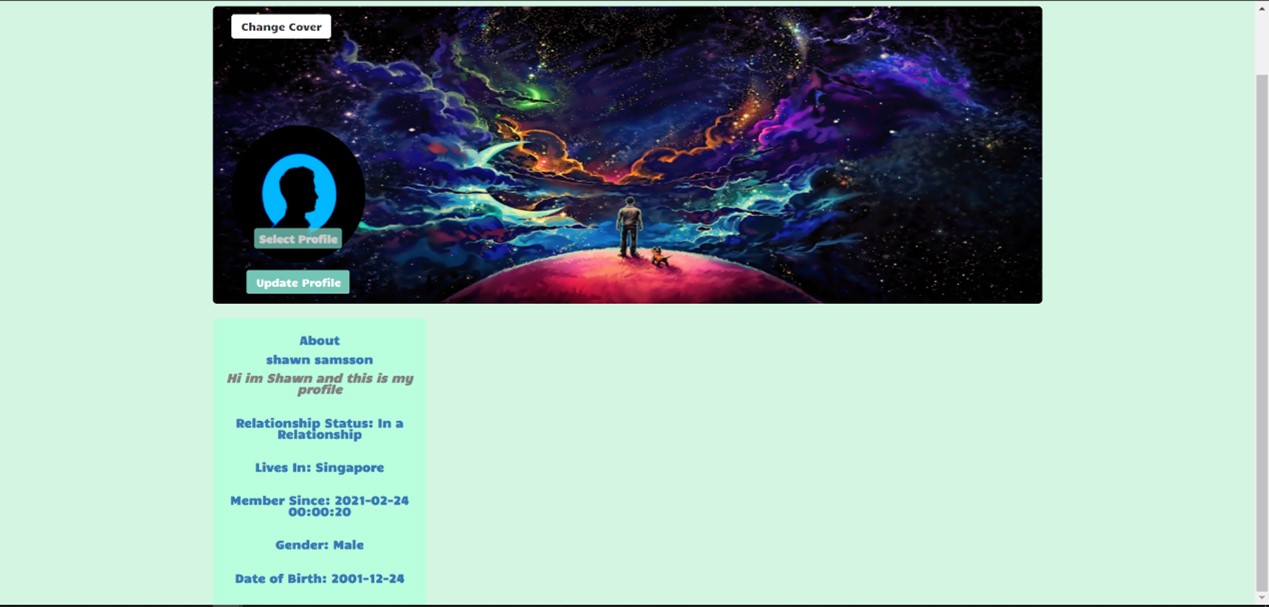 Change Cover
Select Profile
Update Profile
About
shawn samsson
Hi im Shawn and this is my
profile
Relationship Status: In a
Relationship
Lives In: Singapore
Member Since: 2021-02-24
00:00:20
Gender: Male
Date of Birth: 2001-12-24